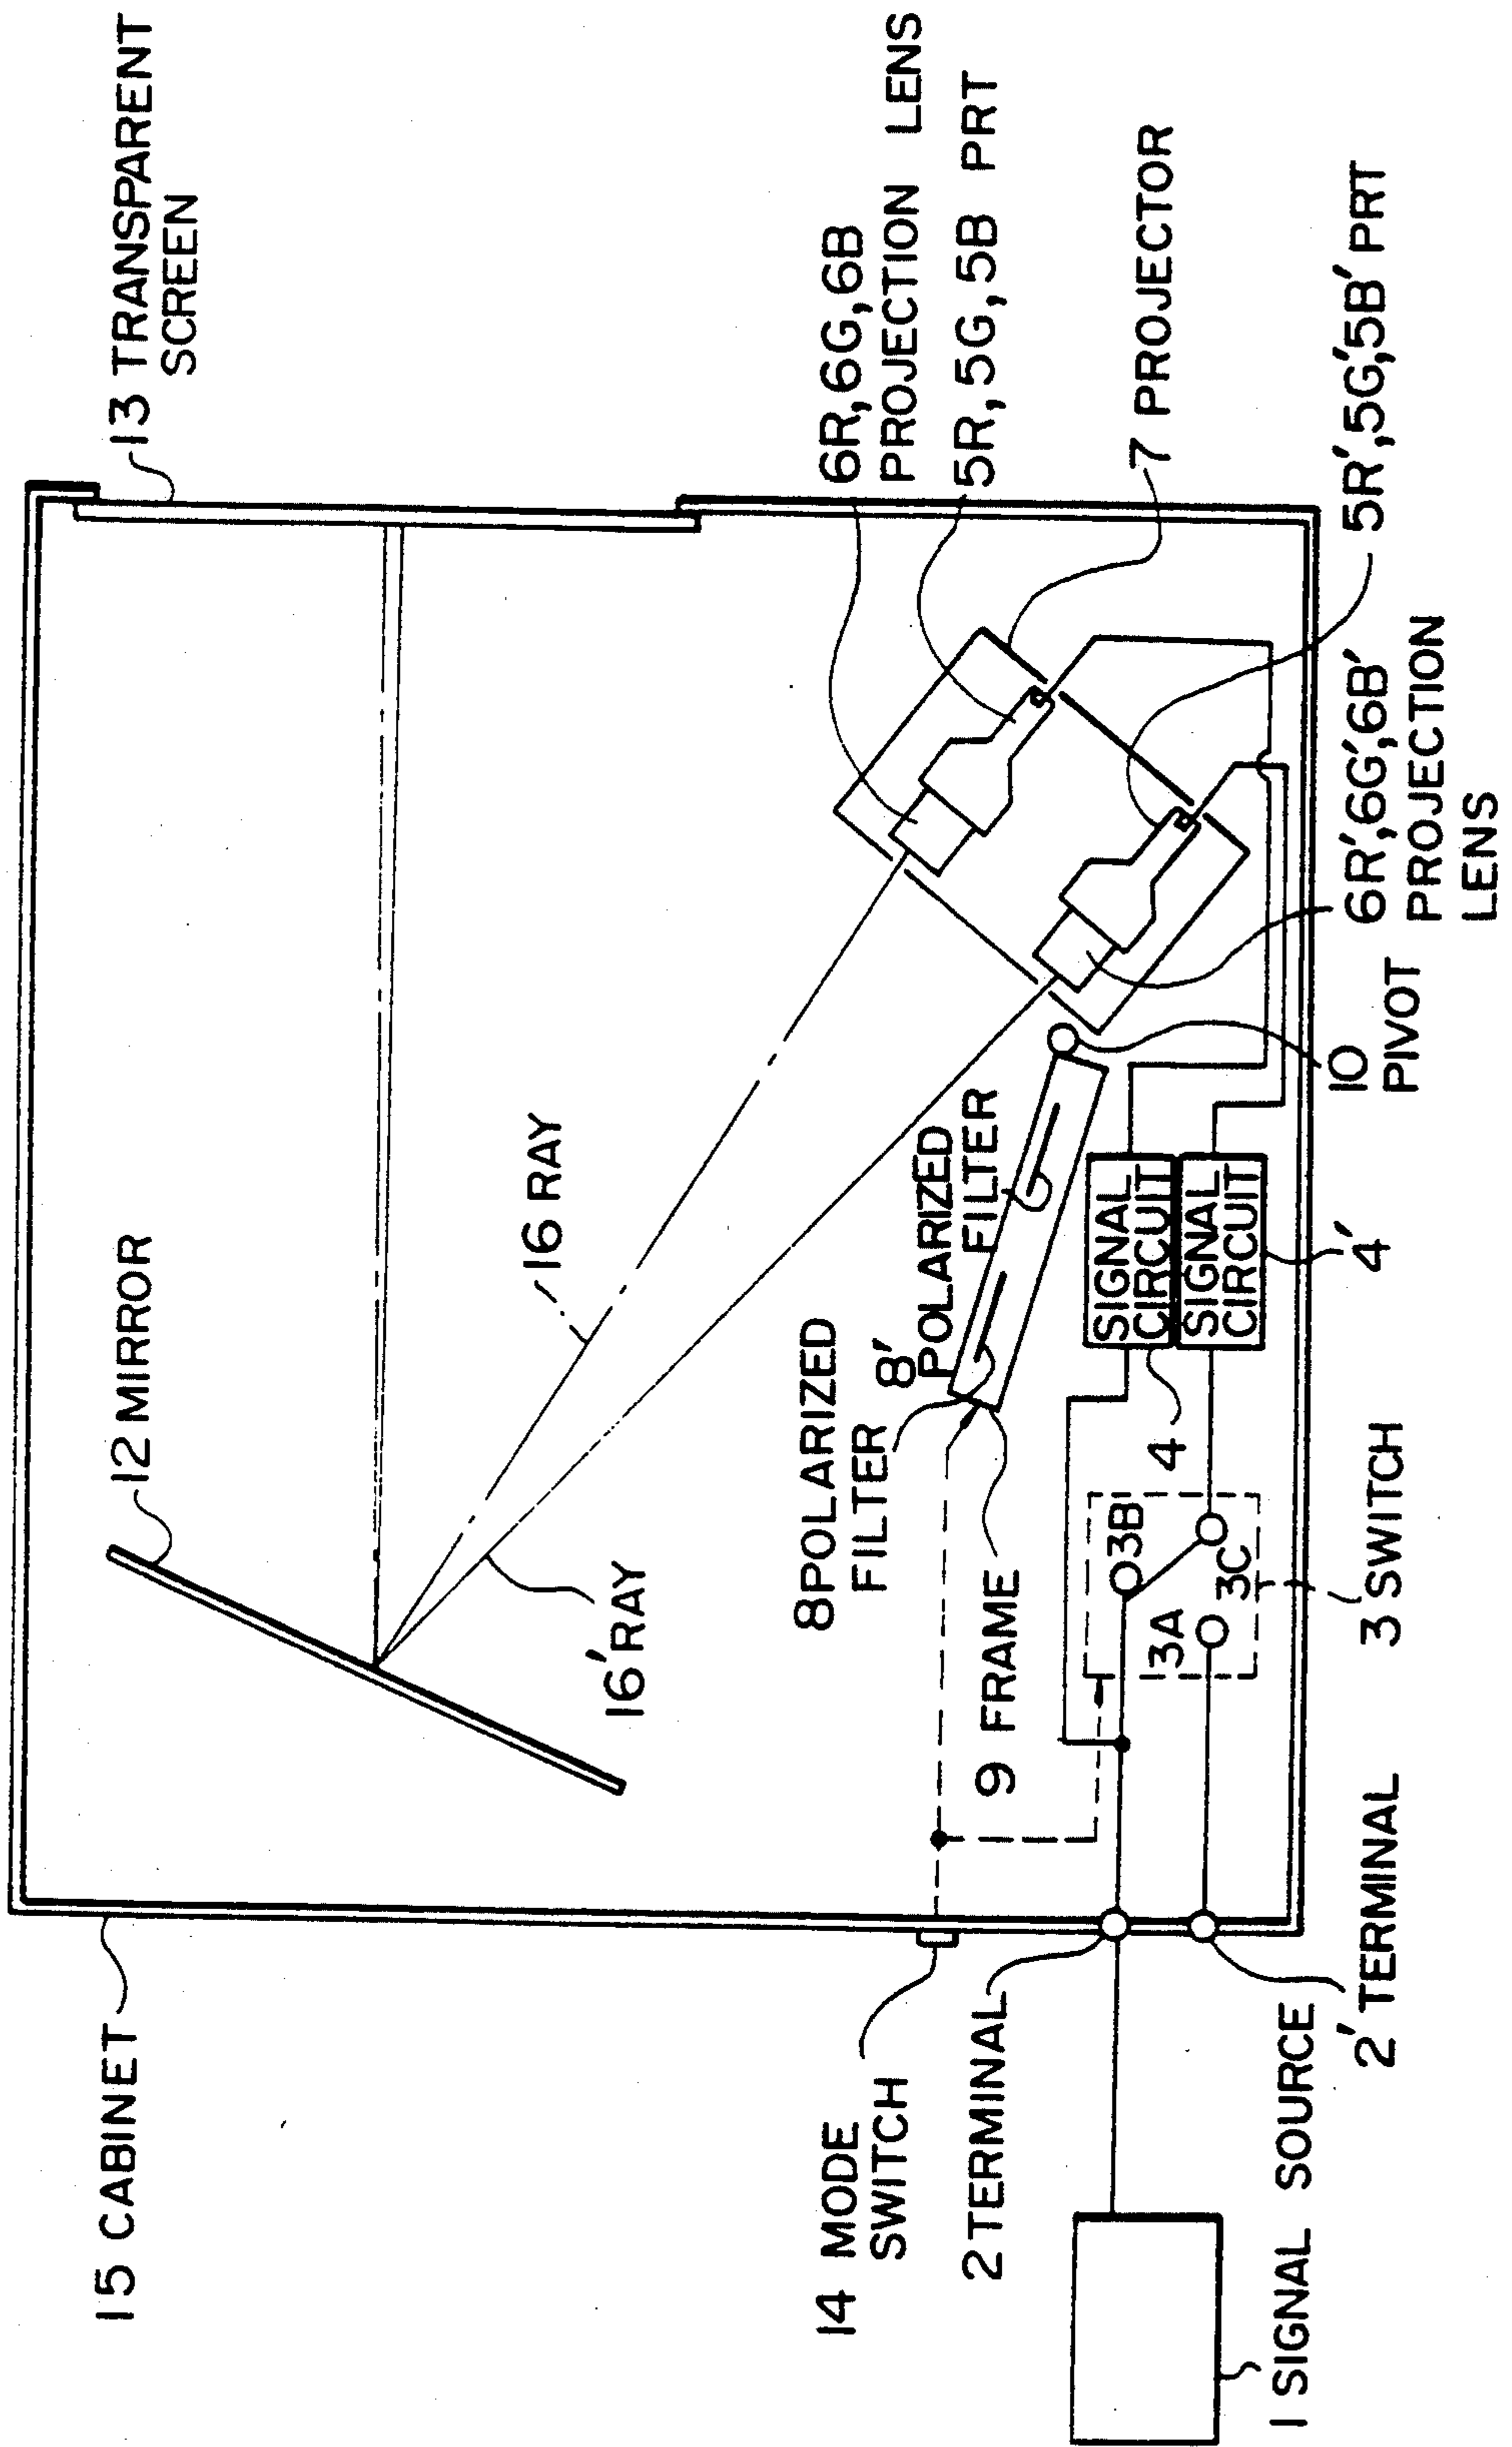 15 CABINET
12 MIRROR
13 TRANSPARENT
SCREEN
16 RAY
16' RAY
14 MODE
SWITCH
8 POLARIZED
FILTER
8'
POLARIZED
FILTER
6R, 6G, 6B
PROJECTION LENS
5R, 5G, 5B PRT
7 PROJECTOR
2 TERMINAL
9 FRAME
3B
3A
3C
SIGNAL
CIRCUIT
SIGNAL
CIRCUIT
4
4'
10
PIVOT
5R', 5G', 5B' PRT
6R', 6G', 6B'
PROJECTION
LENS
1 SIGNAL SOURCE
2' TERMINAL
3 SWITCH